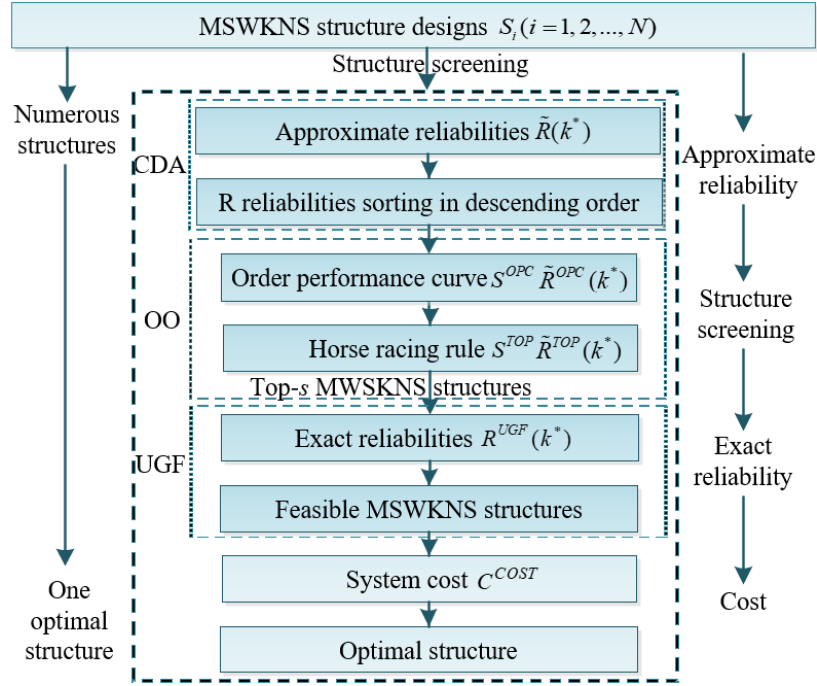 MSWKNS structure designs S_i (i = 1, 2, ..., N)
Structure screening
Numerous
structures
CDA
Approximate reliabilities R̃(k*)
R reliabilities sorting in descending order
Approximate
reliability
OO
Order performance curve S^OPC R̃^OPC (k*)
Horse racing rule S^TOP R̃^TOP (k*)
Top-s MWSKNS structures
Structure
screening
UGF
Exact reliabilities R^UGF (k*)
Feasible MSWKNS structures
Exact
reliability
System cost C^COST
Optimal structure
One
optimal
structure
Cost